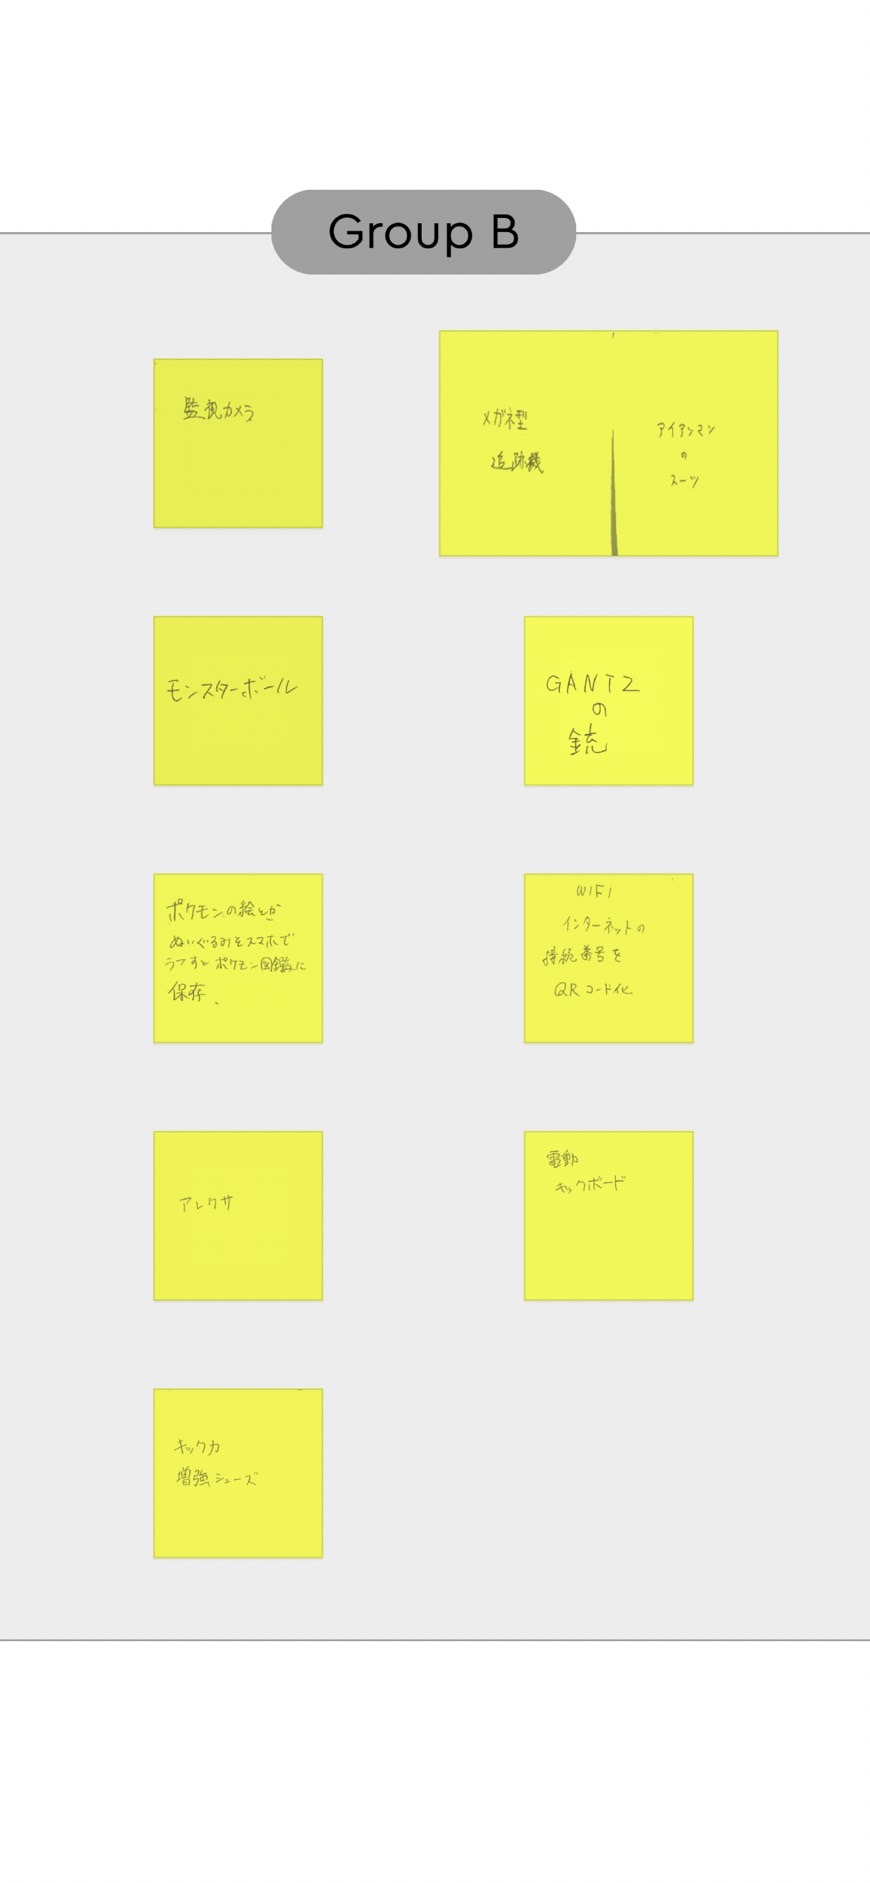 Group B
監視カメラ
メガネ型
追跡機
アイアンマン
の
スーツ
モンスターボール
GANTZ
の
銃
ポケモンの絵とか
ぬいぐるみをスマホで
うつすとポケモン図鑑に
保存.
WIFI
インターネットの
接続番号を
QRコード化
アレクサ
電動
キックボード
キック力
増強シューズ